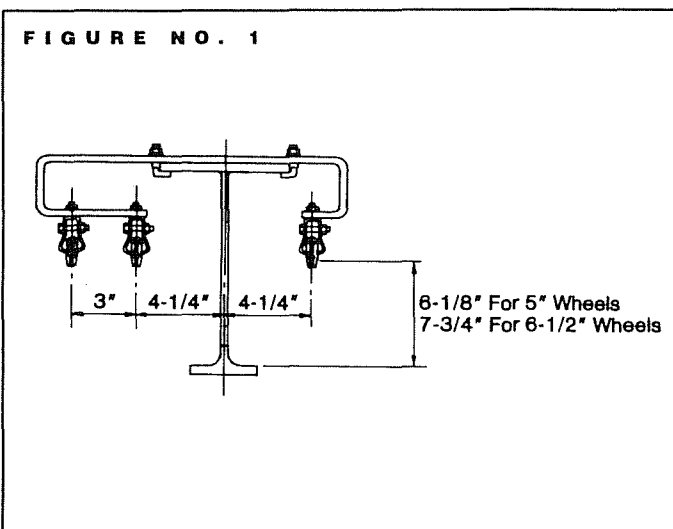 FIGURE NO. 1
3" 4-1/4" 4-1/4"
6-1/8" For 5" Wheels
7-3/4" For 6-1/2" Wheels